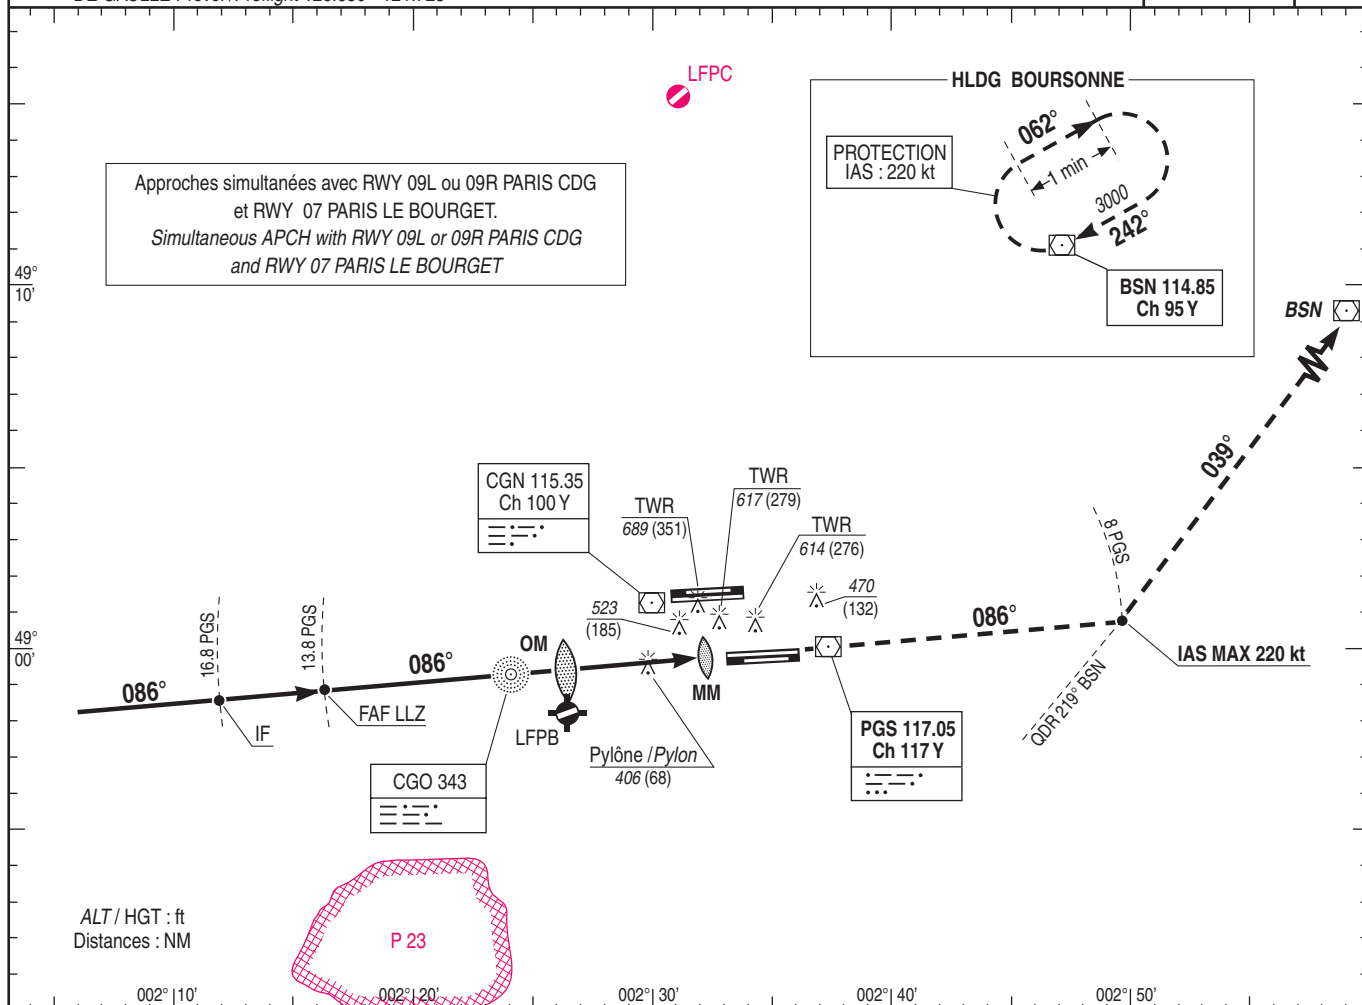 LFPC
HLDG BOURSONNE
062°
PROTECTION
IAS : 220 kt
1 min
3000
242°
BSN 114.85
Ch 95 Y
Approches simultanées avec RWY 09L ou 09R PARIS CDG
et RWY 07 PARIS LE BOURGET.
Simultaneous APCH with RWY 09L or 09R PARIS CDG
and RWY 07 PARIS LE BOURGET
49°
10'
BSN
039°
CGN 115.35
Ch 100 Y
TWR
689 (351)
TWR
617 (279)
TWR
614 (276)
8 PGS
470
(132)
523
(185)
49°
00'
16.8 PGS
13.8 PGS
086°
086°
OM
086°
IAS MAX 220 kt
MM
IF
FAF LLZ
LFPB
QDR 219° BSN
Pylône / Pylon
406 (68)
PGS 117.05
Ch 117 Y
CGO 343
ALT / HGT : ft
Distances : NM
P 23
002° 10'
002° 20'
002° 30'
002° 40'
002° 50'